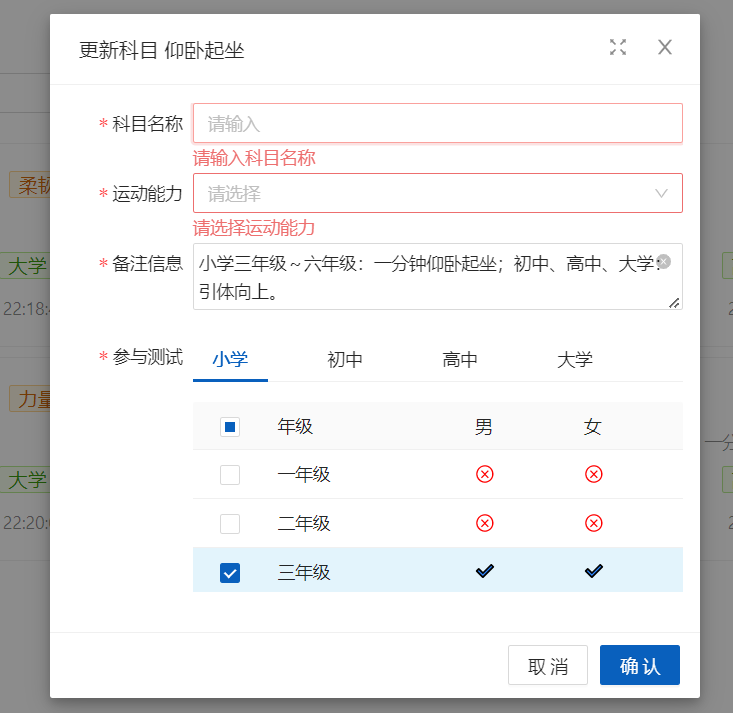 更新科目 仰卧起坐
* 科目名称 请输入
请输入科目名称
* 运动能力 请选择
请选择运动能力
* 备注信息 小学三年级~六年级：一分钟仰卧起坐；初中、高中、大学：
引体向上。
* 参与测试 小学 初中 高中 大学
年级 男 女
一年级
二年级
三年级
取消 确认
柔韧
大学
22:18:
力量
一分
大学
22:20: